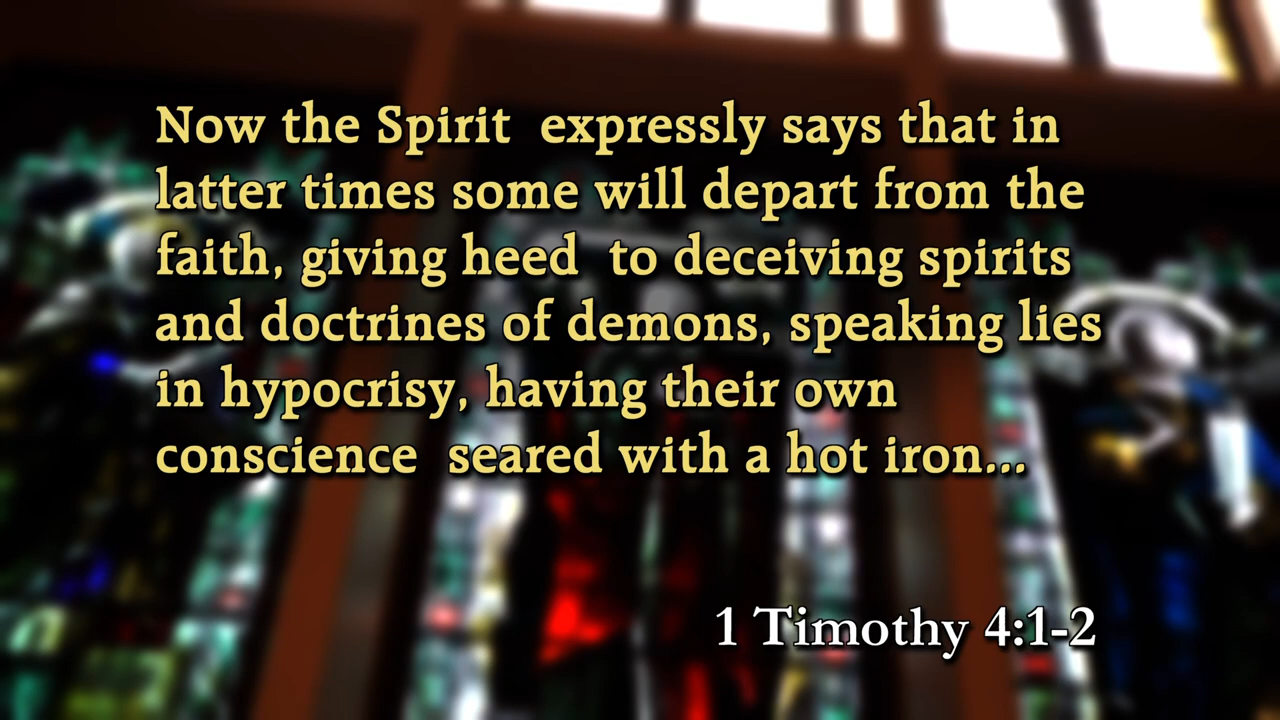 Now the Spirit  expressly says that in
latter times some will depart from the
faith, giving heed  to deceiving spirits
and doctrines of demons, speaking lies
in hypocrisy, having their own
conscience  seared with a hot iron...
1 Timothy 4:1-2